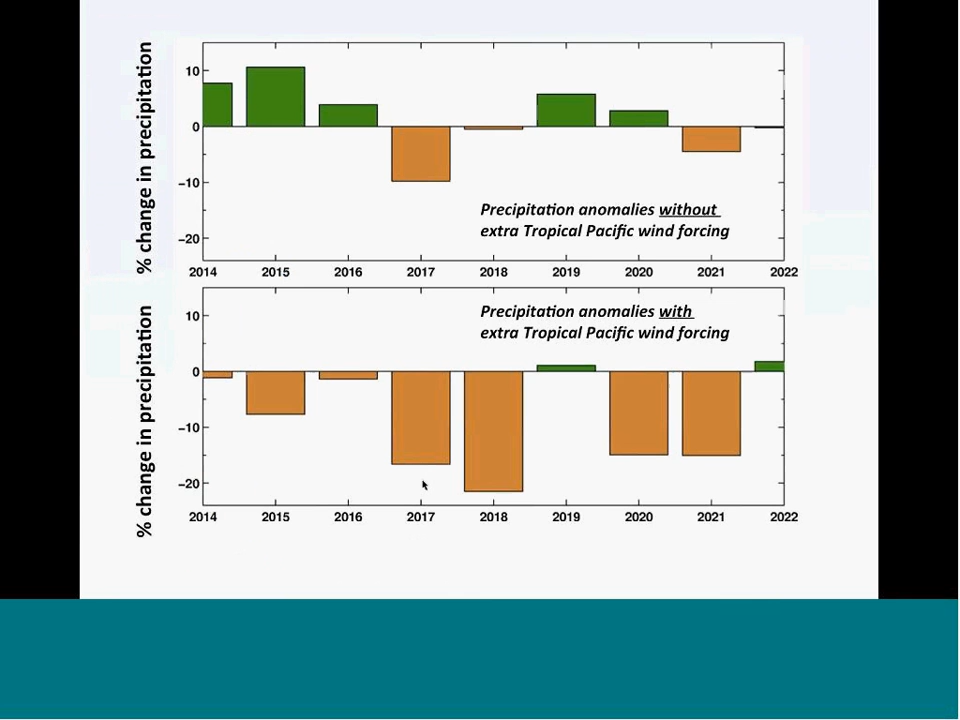 % change in precipitation
10
0
−10
−20
Precipitation anomalies without
extra Tropical Pacific wind forcing
2014 2015 2016 2017 2018 2019 2020 2021 2022
% change in precipitation
10
0
−10
−20
Precipitation anomalies with
extra Tropical Pacific wind forcing
2014 2015 2016 2017 2018 2019 2020 2021 2022